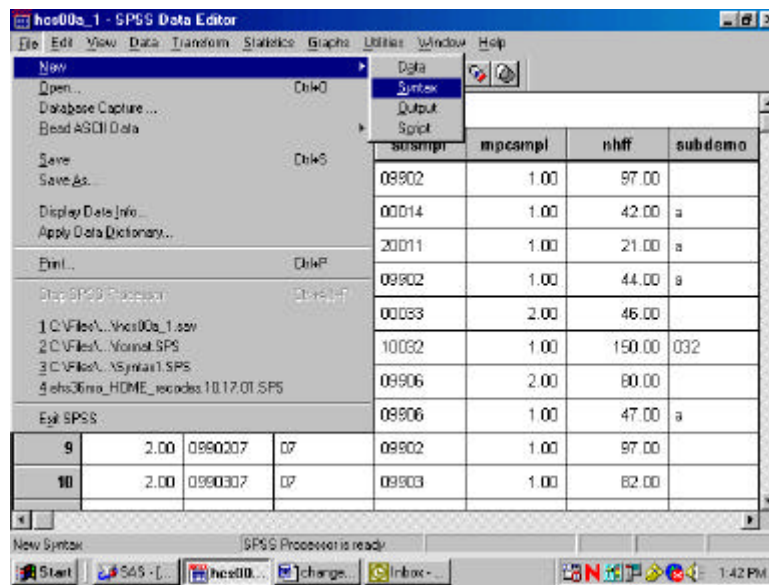 hos00a_1 - SPSS Data Editor
File Edit View Data Transform Statistics Graphs Utilities Window Help
New
Open... Ctrl+O
Database Capture ...
Read ASCII Data
Save Ctrl+S
Save As...
Display Data Info...
Apply Data Dictionary...
Print... Ctrl+P
Stop SPSS Processor
1 C:\Files\...\hos00a_1.sav
2 C:\Files\...\format.SPS
3 C:\Files\...\Syntax1.SPS
4 ehs36mo_HOME_recodes.10.17.01.SPS
Exit SPSS
Data
Syntax
Output
Script
mpcsmpl nhff subdemo
09902 1.00 97.00
00014 1.00 42.00 a
20011 1.00 21.00 a
09902 1.00 44.00 a
00033 2.00 46.00
10032 1.00 150.00 032
09906 2.00 80.00
09906 1.00 47.00 a
9 2.00 0990207 07 09902 1.00 97.00
10 2.00 0990307 07 09903 1.00 82.00
New Syntax SPSS Processor is ready
Start SAS - [... hos00... charge... Inbox - ... 1:42 PM